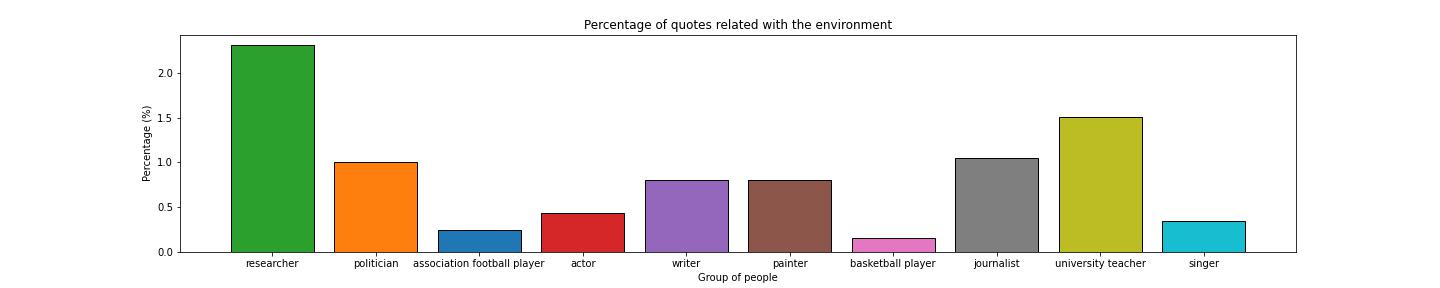 Percentage of quotes related with the environment
Percentage (%)
2.0
1.5
1.0
0.5
0.0
researcher politician association football player actor writer painter basketball player journalist university teacher singer
Group of people